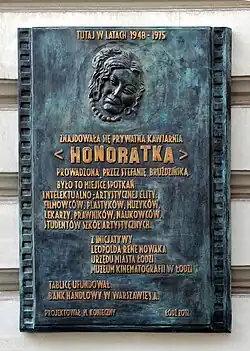 TUTAJ W LATACH 1948-1975
ZNAJDOWAŁA SIĘ PRYWATNA KAWIARNIA
< HONORATKA >
PROWADZONA PRZEZ STEFANIĘ BRUŹDZIŃSKĄ.
BYŁO TO MIEJSCE SPOTKAŃ
INTELEKTUALNO-ARTYSTYCZNEJ ELITY:
FILMOWCÓW, PLASTYKÓW, MUZYKÓW,
LEKARZY, PRAWNIKÓW, NAUKOWCÓW,
STUDENTÓW SZKÓŁ ARTYSTYCZNYCH.
Z INICJATYWY
LEOPOLDA RENE NOWAKA
URZĘDU MIASTA ŁODZI
MUZEUM KINEMATOGRAFII W ŁODZI
TABLICĘ UFUNDOWAŁ
BANK HANDLOWY W WARSZAWIE S.A.
PROJEKTOWAŁ M. KONIECZNY ŁÓDŹ